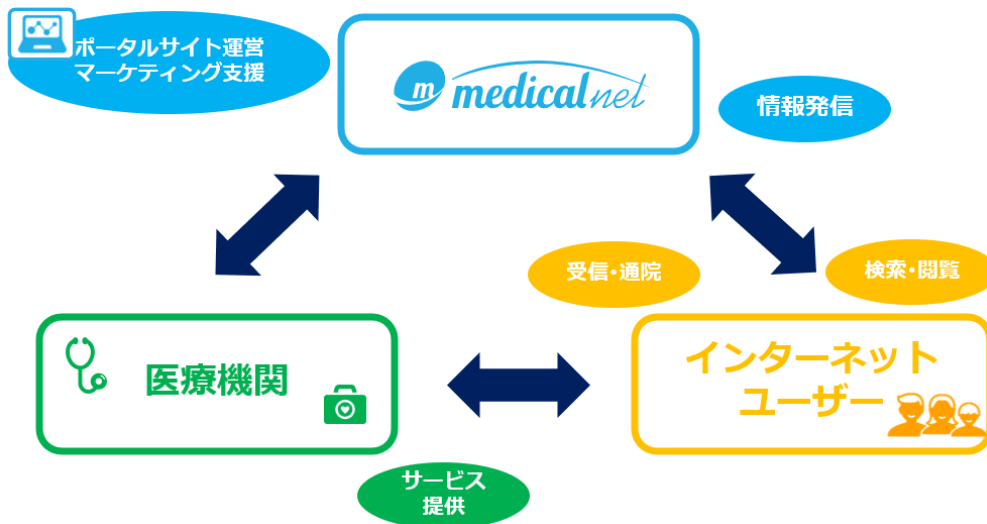 ポータルサイト運営
マーケティング支援
m medicalnet
情報発信
受信・通院
検索・閲覧
医療機関
インターネット
ユーザー
サービス
提供